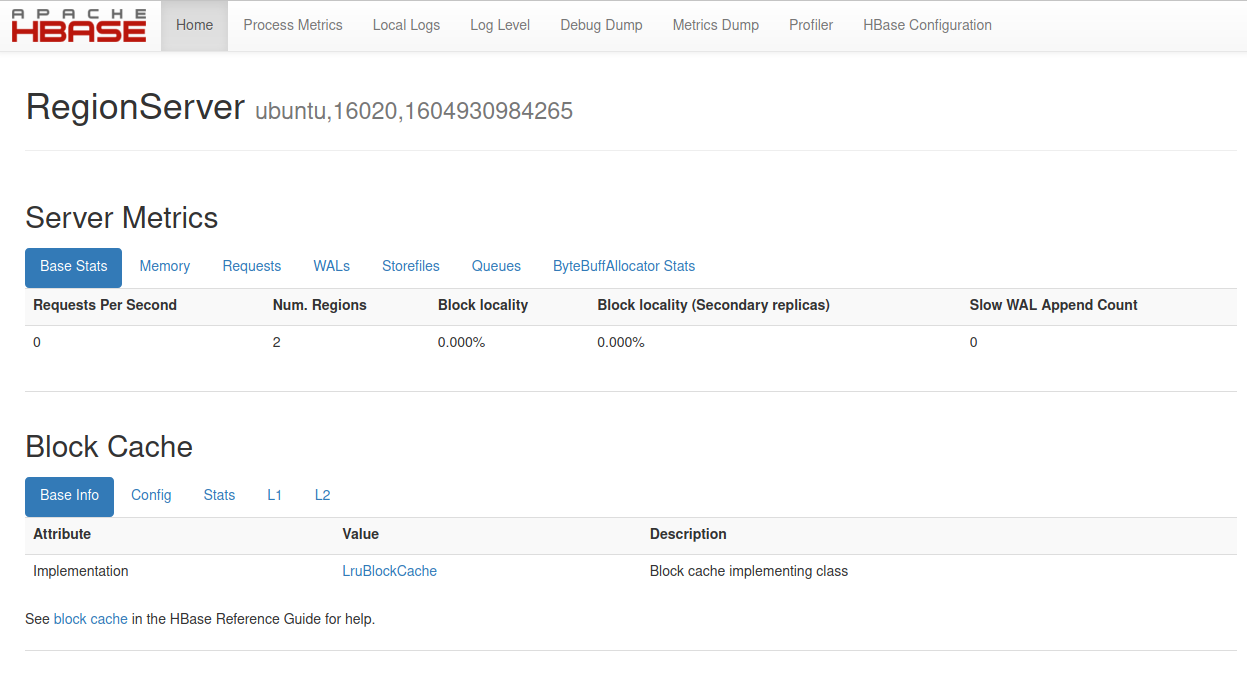 APACHE
HBASE
Home Process Metrics Local Logs Log Level Debug Dump Metrics Dump Profiler HBase Configuration
RegionServer ubuntu,16020,1604930984265
Server Metrics
Base Stats Memory Requests WALs Storefiles Queues ByteBuffAllocator Stats
Requests Per Second Num. Regions Block locality Block locality (Secondary replicas) Slow WAL Append Count
0 2 0.000% 0.000% 0
Block Cache
Base Info Config Stats L1 L2
Attribute Value Description
Implementation LruBlockCache Block cache implementing class
See block cache in the HBase Reference Guide for help.